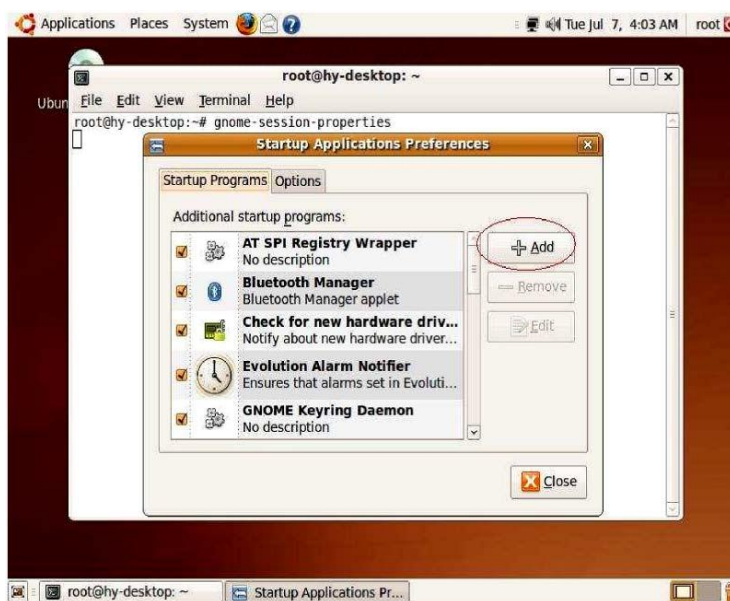 Applications Places System
Tue Jul 7, 4:03 AM root
Ubun
root@hy-desktop: ~
File Edit View Terminal Help
root@hy-desktop:~# gnome-session-properties
Startup Applications Preferences
Startup Programs Options
Additional startup programs:
AT SPI Registry Wrapper
No description
Bluetooth Manager
Bluetooth Manager applet
Check for new hardware driv...
Notify about new hardware driver...
Evolution Alarm Notifier
Ensures that alarms set in Evoluti...
GNOME Keyring Daemon
No description
Add
Remove
Edit
Close
root@hy-desktop: ~
Startup Applications Pr...